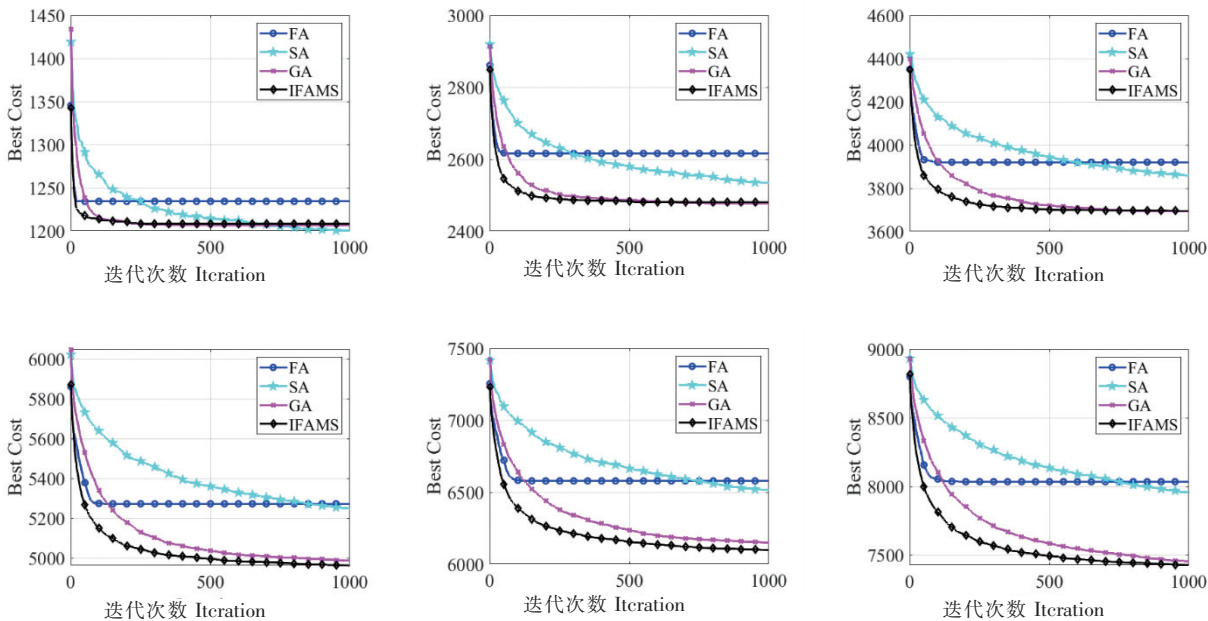 1450
1400
1350
1300
1250
1200
Best Cost
FA
SA
GA
IFAMS
0
500
1000
迭代次数 Itcration
3000
2800
2600
2400
Best Cost
FA
SA
GA
IFAMS
0
500
1000
迭代次数 Itcration
4600
4400
4200
4000
3800
3600
Best Cost
FA
SA
GA
IFAMS
0
500
1000
迭代次数 Itcration
6000
5800
5600
5400
5200
5000
Best Cost
FA
SA
GA
IFAMS
0
500
1000
迭代次数 Itcration
7500
7000
6500
6000
Best Cost
FA
SA
GA
IFAMS
0
500
1000
迭代次数 Itcration
9000
8500
8000
7500
Best Cost
FA
SA
GA
IFAMS
0
500
1000
迭代次数 Itcration